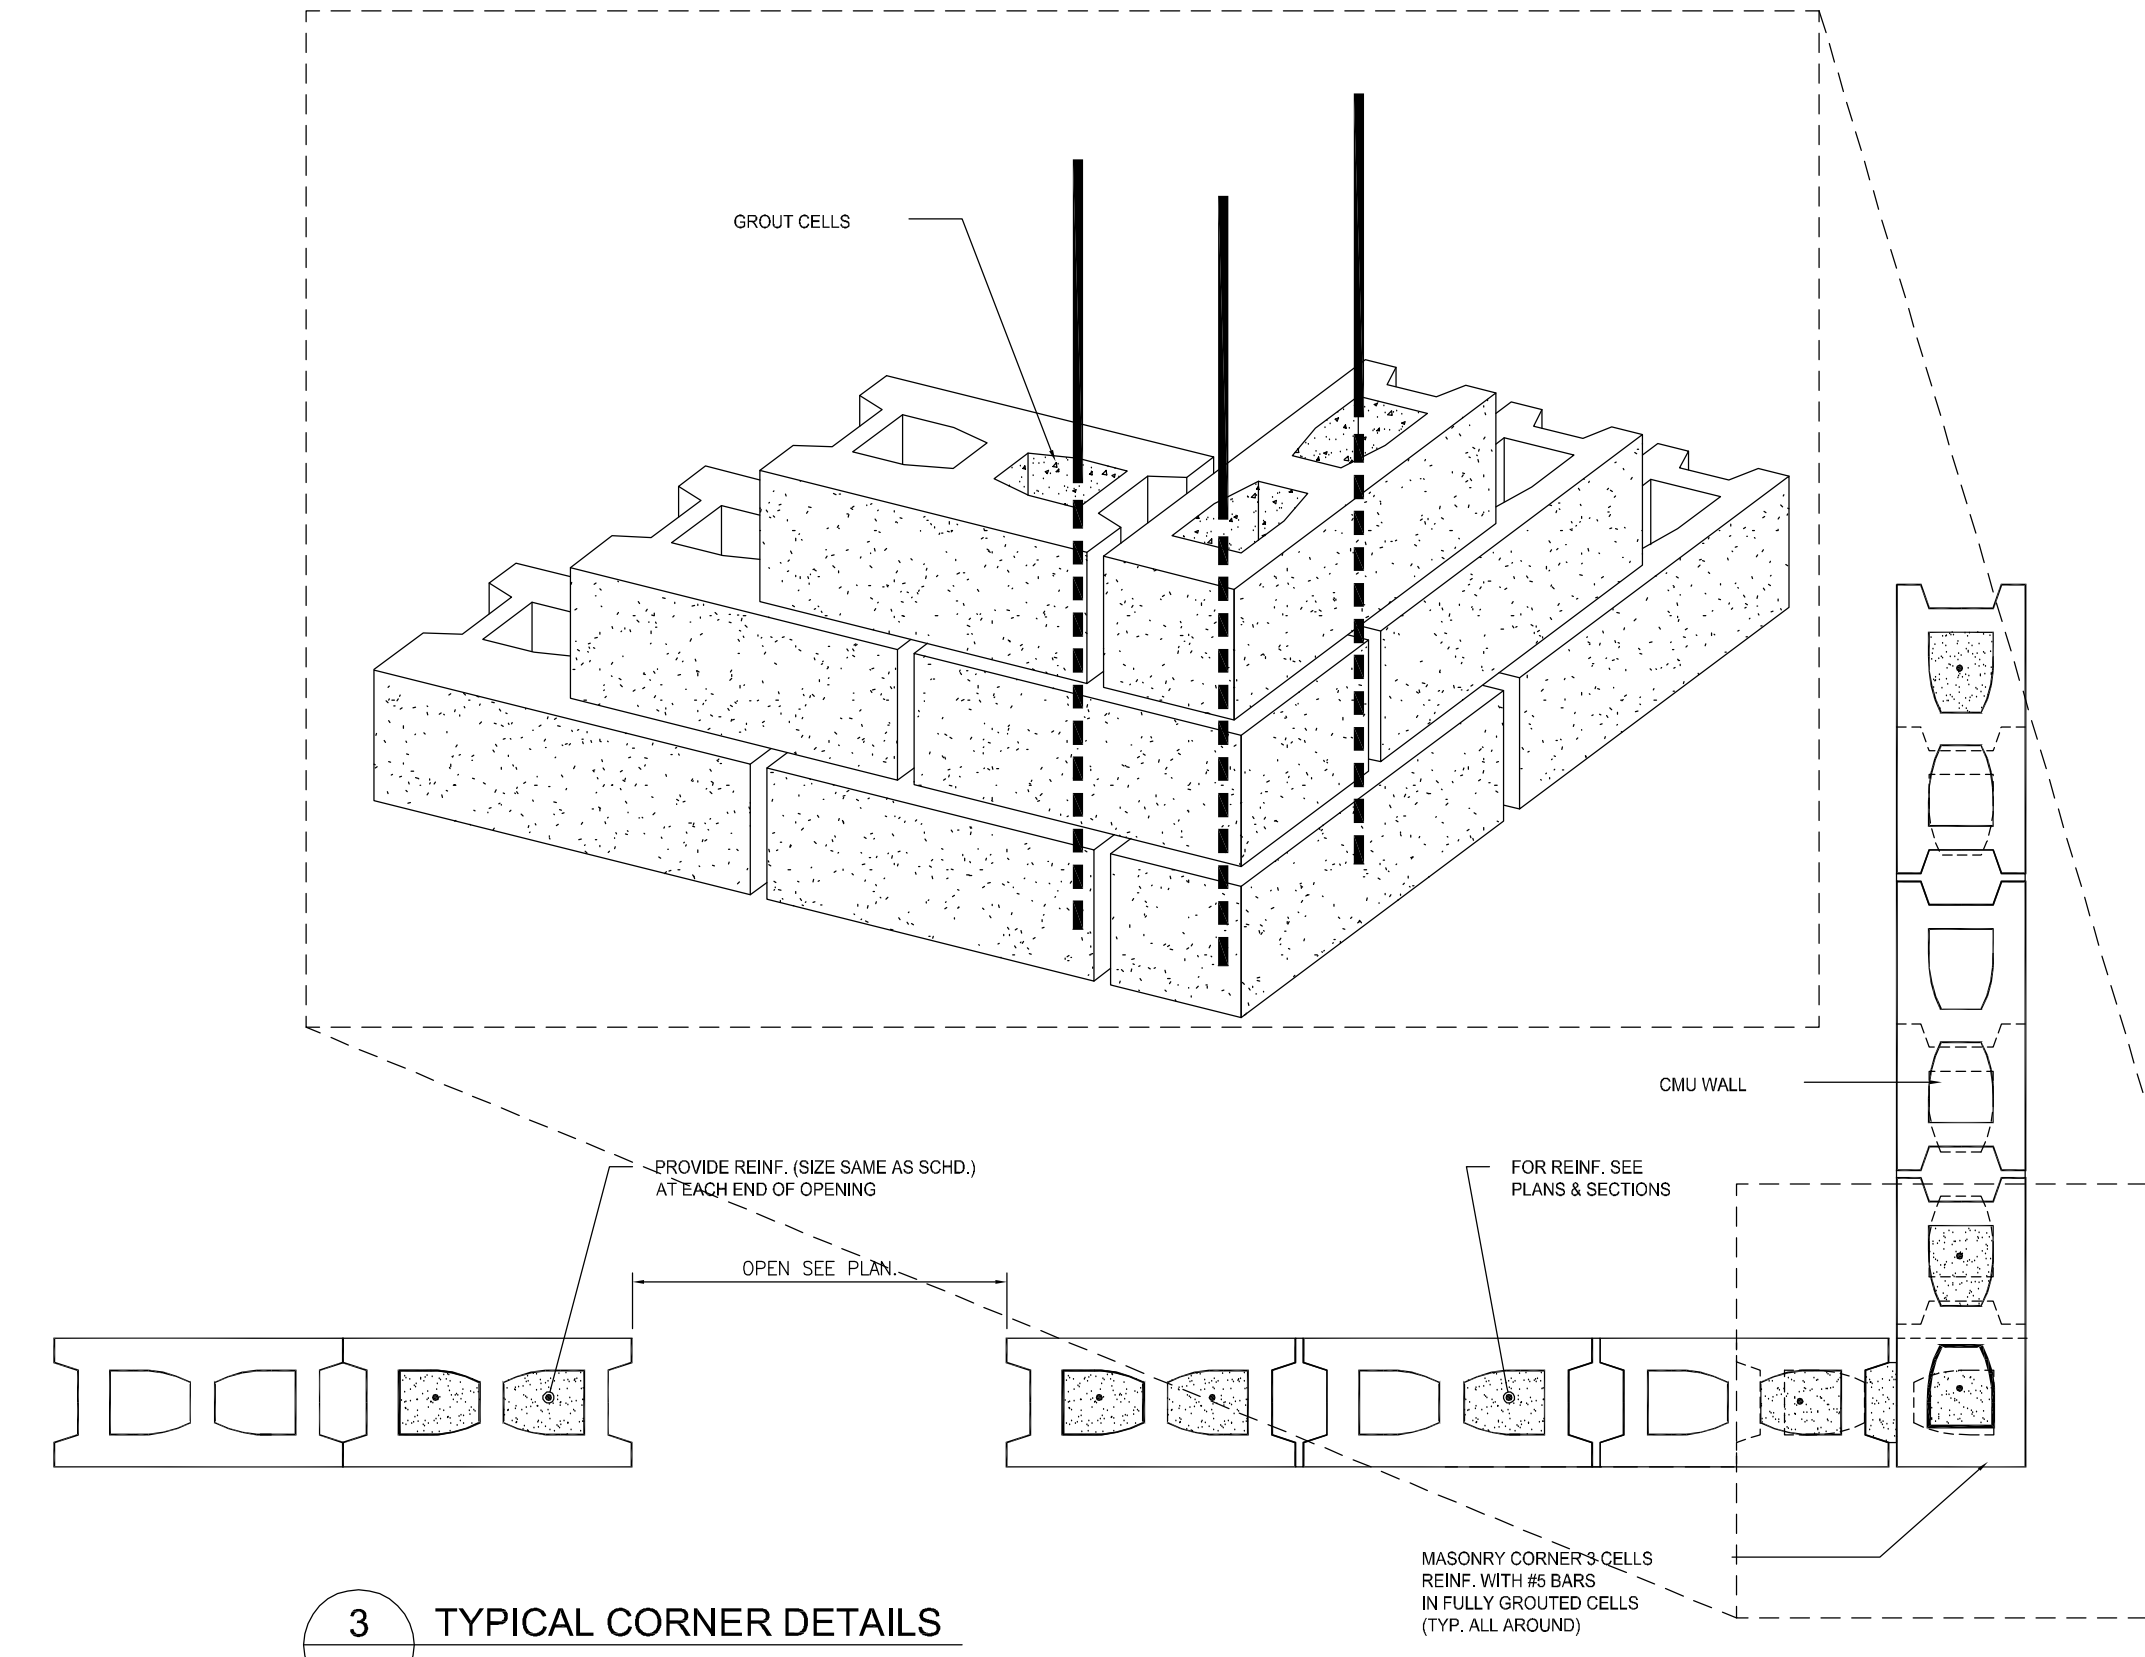 GROUT CELLS
CMU WALL
PROVIDE REINF. (SIZE SAME AS SCHD.)
AT EACH END OF OPENING
FOR REINF. SEE
PLANS & SECTIONS
OPEN SEE PLAN.
MASONRY CORNER 3 CELLS
REINF. WITH #5 BARS
IN FULLY GROUTED CELLS
(TYP. ALL AROUND)
3 TYPICAL CORNER DETAILS